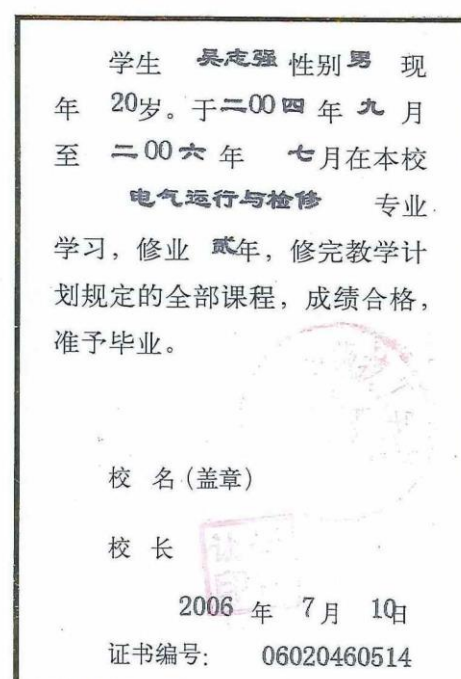 学生 吴志强 性别 男 现
年 20岁。于二00四 年 九 月
至 二00六 年 七月在本校
电气运行与检修 专业
学习，修业 贰年，修完教学计
划规定的全部课程，成绩合格，
准予毕业。
校 名（盖章）
校 长
2006 年 7月 10日
证书编号: 06020460514